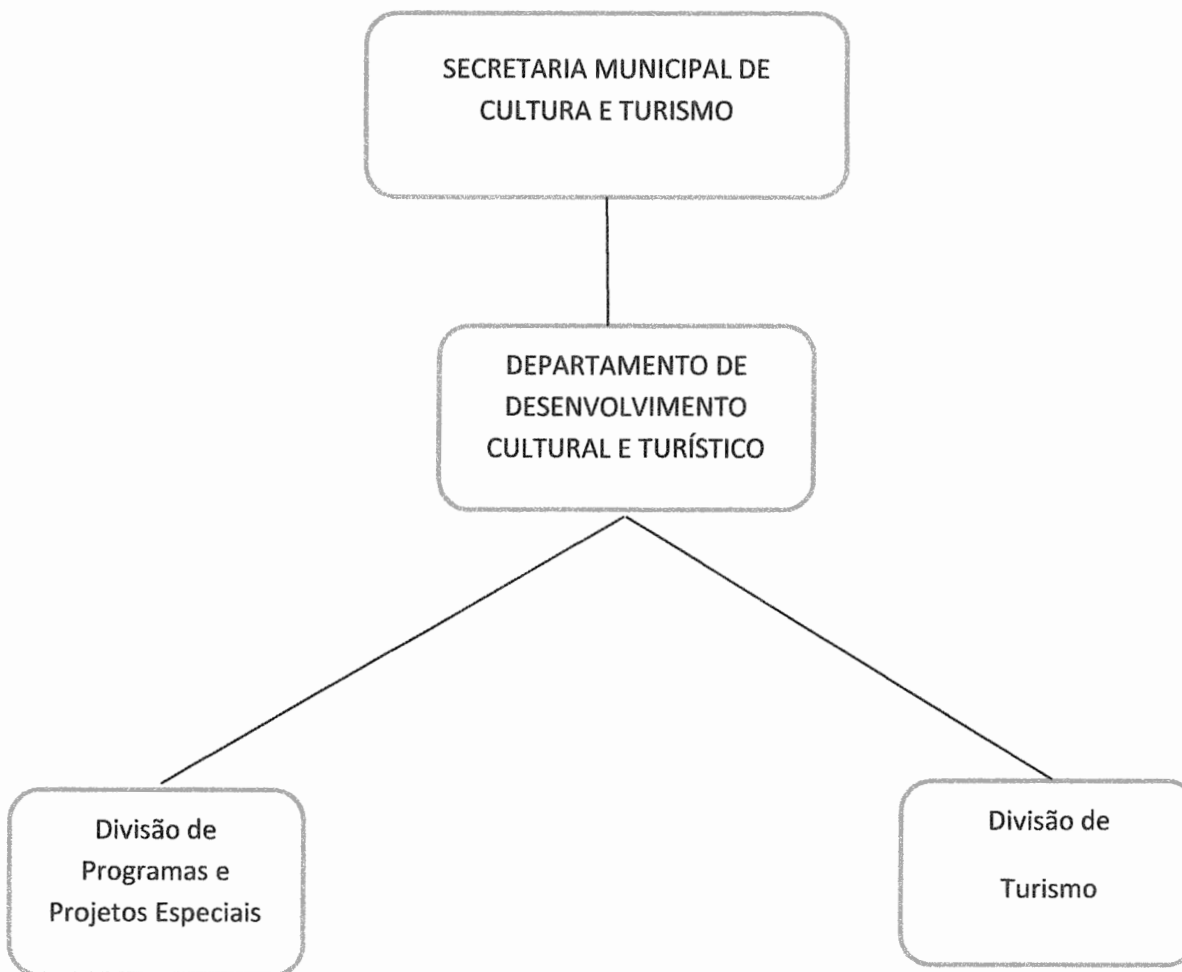 SECRETARIA MUNICIPAL DE
CULTURA E TURISMO
DEPARTAMENTO DE
DESENVOLVIMENTO
CULTURAL E TURÍSTICO
Divisão de
Programas e
Projetos Especiais
Divisão de
Turismo